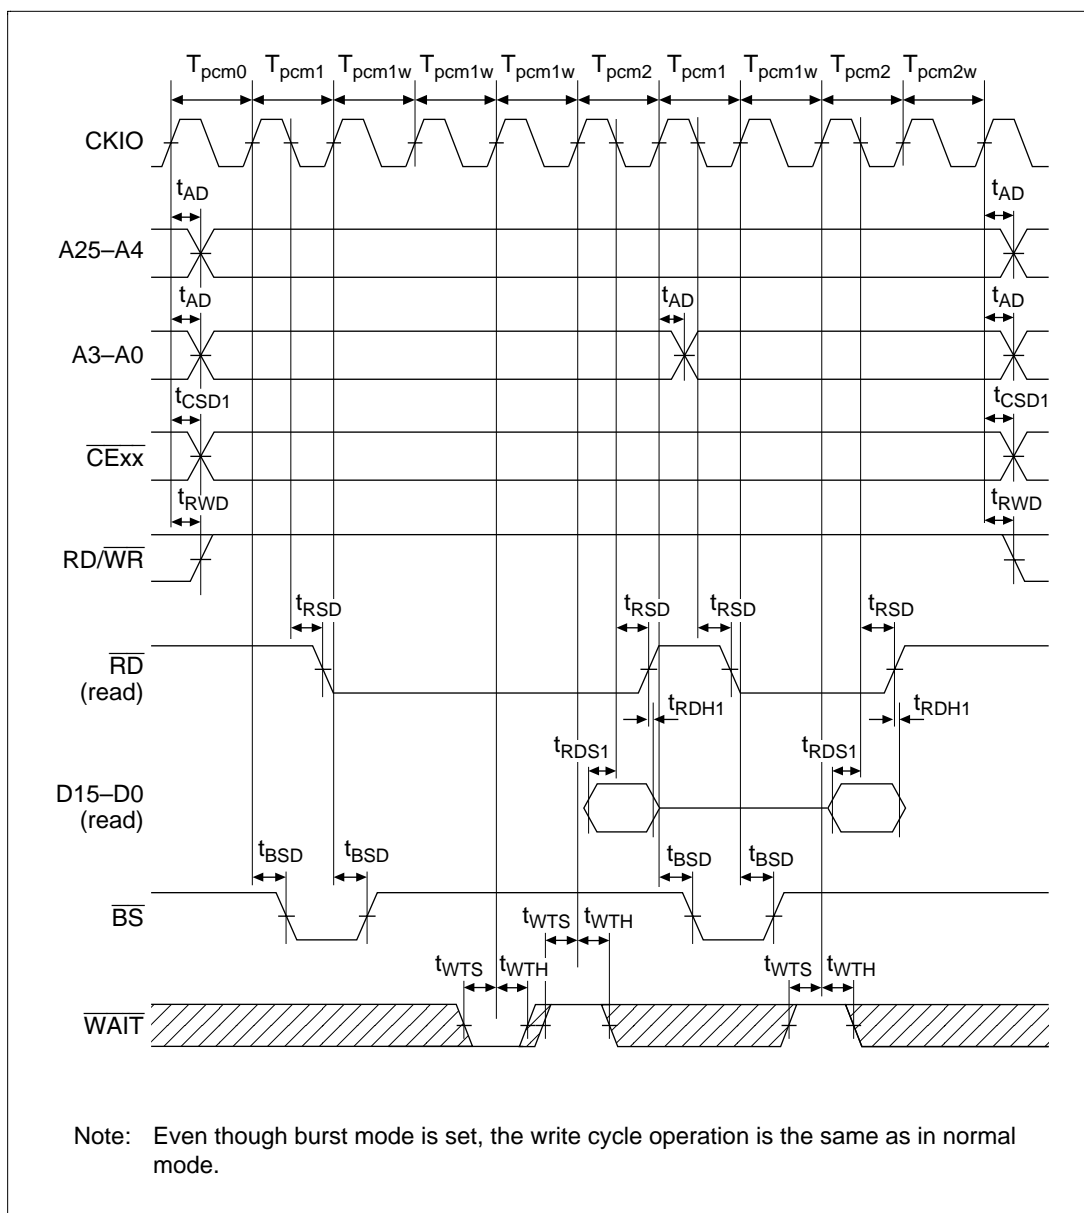 Tpcm0 Tpcm1 Tpcm1w Tpcm1w Tpcm1w Tpcm2 Tpcm1 Tpcm1w Tpcm2 Tpcm2w
CKIO
tAD tAD
A25–A4
tAD tAD tAD
A3–A0
tCSD1 tCSD1
CExx
tRWD tRWD
RD/WR
tRSD tRSD tRSD tRSD
RD
(read)
tRDH1 tRDH1
tRDS1 tRDS1
D15–D0
(read)
tBSD tBSD tBSD tBSD
BS
tWTS tWTH
tWTS tWTH tWTS tWTH
WAIT
Note: Even though burst mode is set, the write cycle operation is the same as in normal
mode.